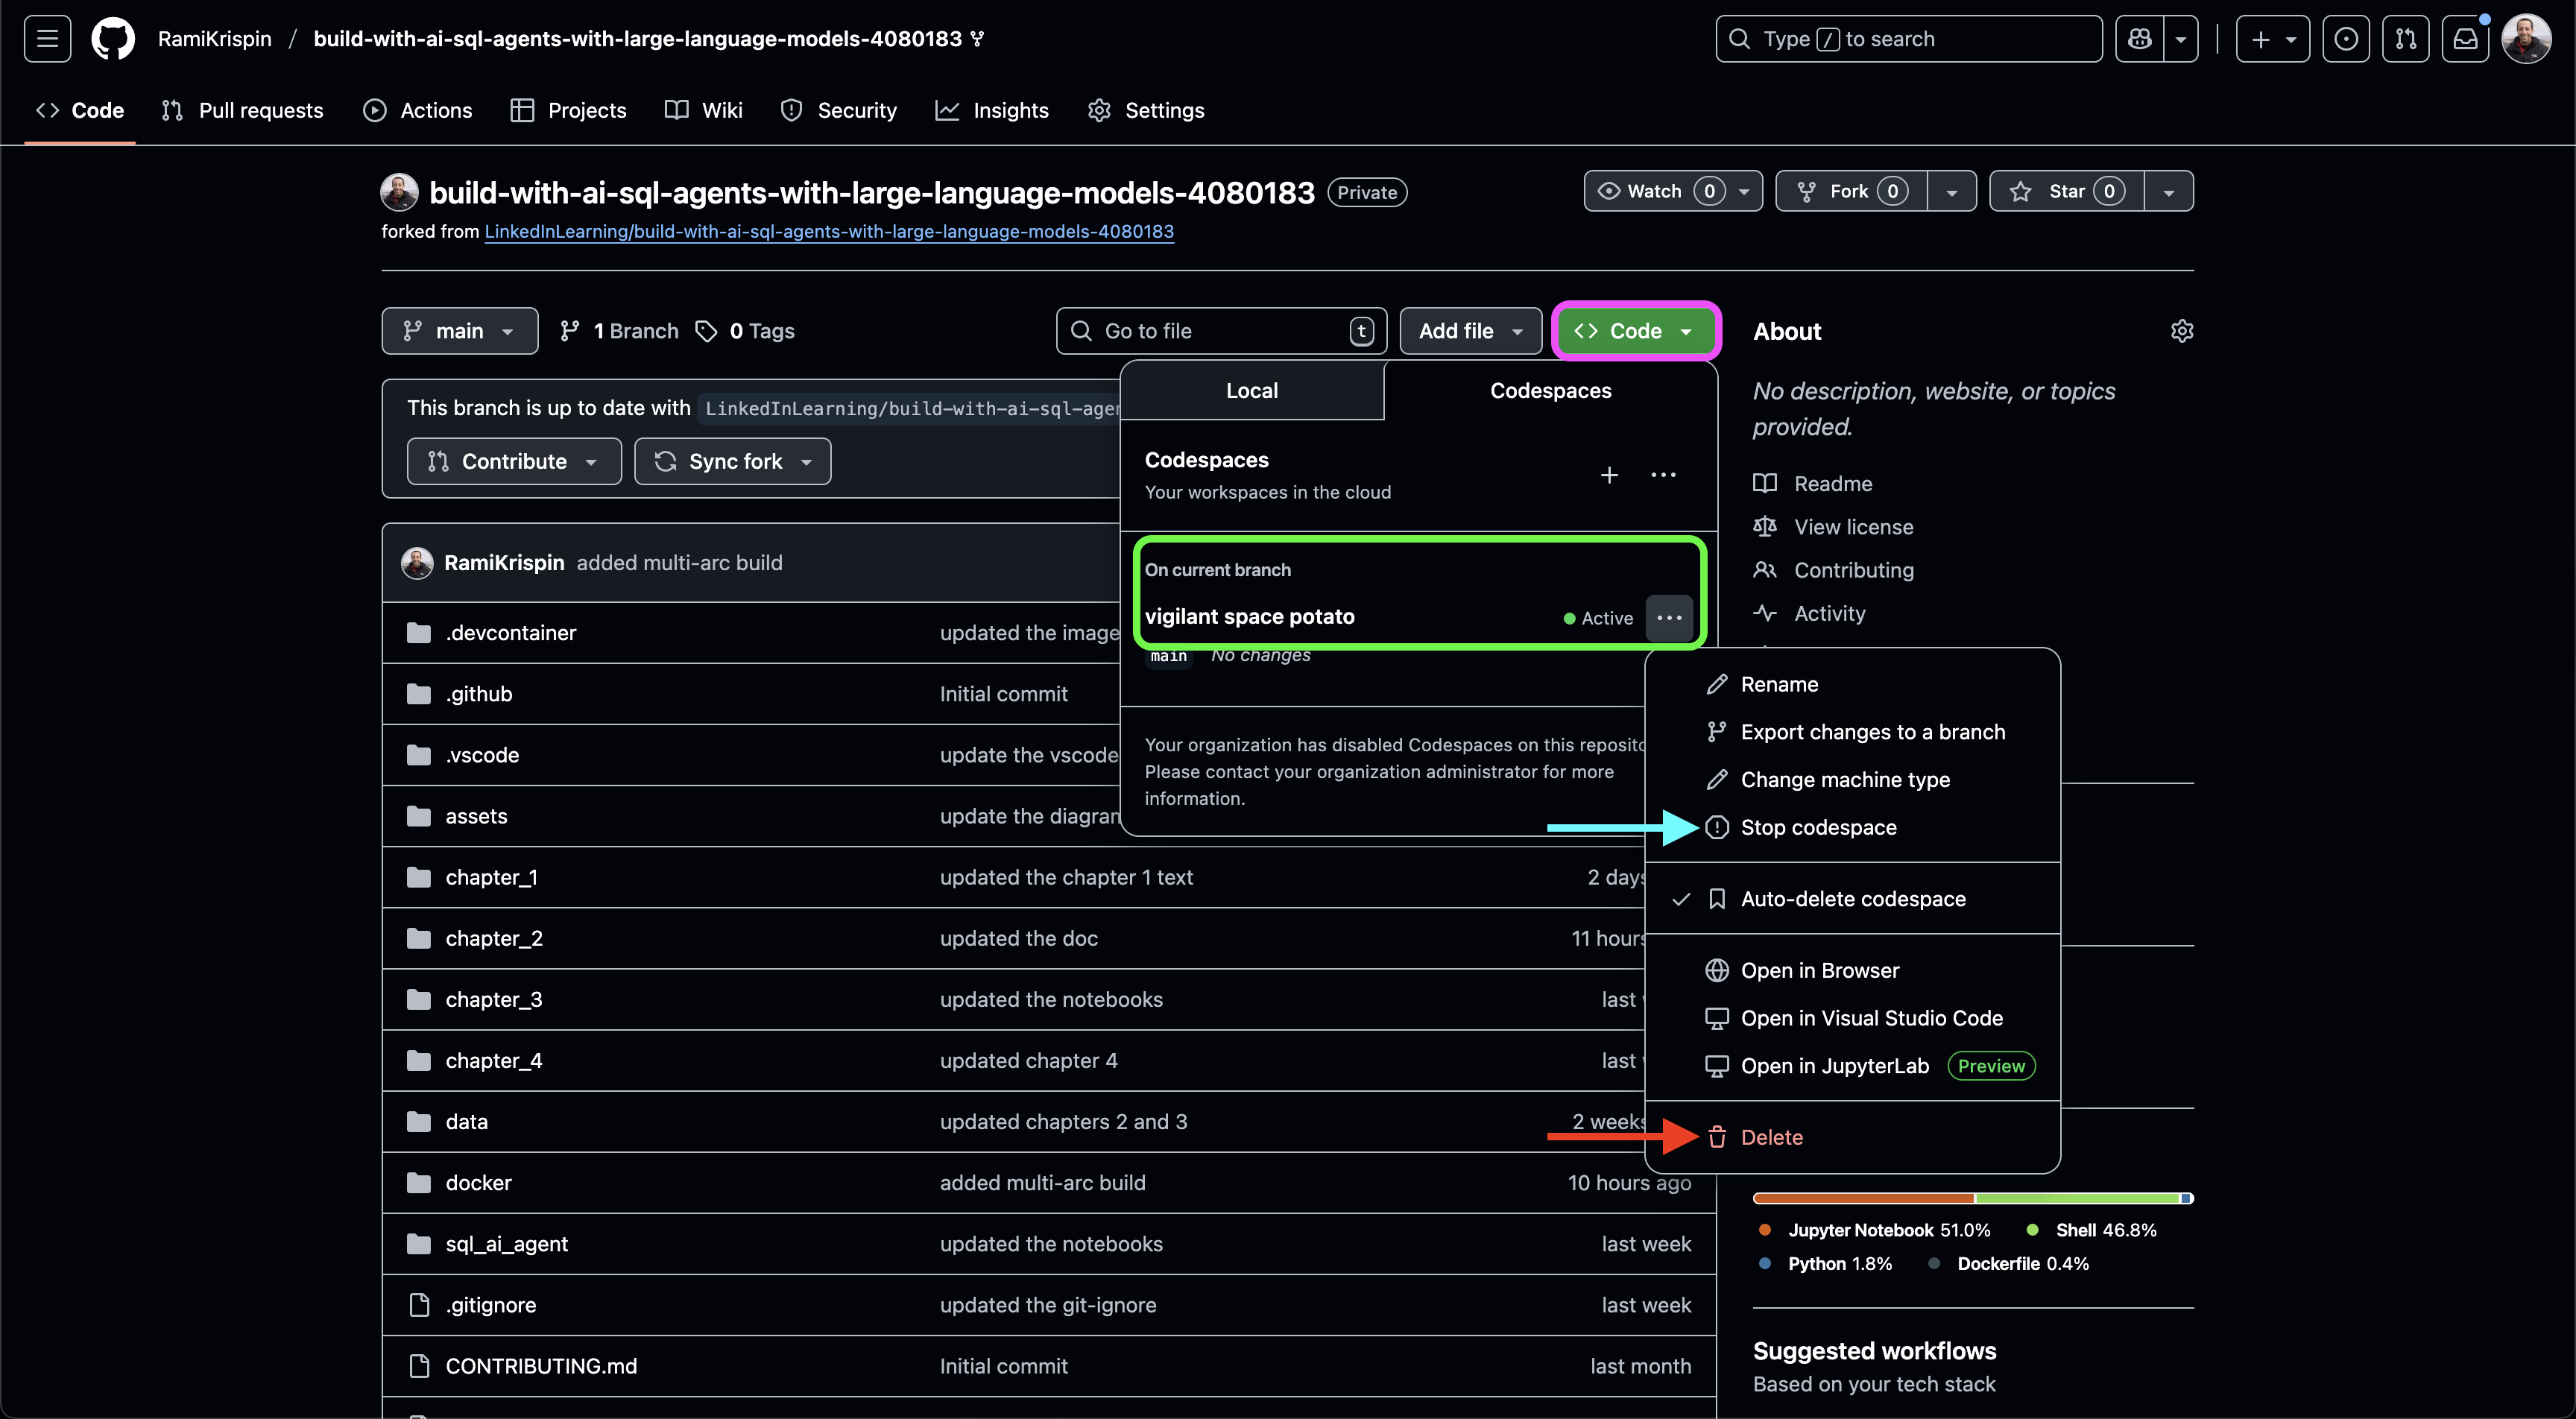 RamiKrispin / build-with-ai-sql-agents-with-large-language-models-4080183
Type / to search
Code Pull requests Actions Projects Wiki Security Insights Settings
build-with-ai-sql-agents-with-large-language-models-4080183 Private
Watch 0 Fork 0 Star 0
forked from LinkedInLearning/build-with-ai-sql-agents-with-large-language-models-4080183
main 1 Branch 0 Tags
Go to file t Add file Code
This branch is up to date with LinkedInLearning/build-with-ai-sql-agen
Contribute Sync fork
RamiKrispin added multi-arc build
.devcontainer updated the image
.github Initial commit
.vscode update the vscode
assets update the diagram
chapter_1 updated the chapter 1 text 2 days
chapter_2 updated the doc 11 hours
chapter_3 updated the notebooks last
chapter_4 updated chapter 4 last
data updated chapters 2 and 3 2 weeks
docker added multi-arc build 10 hours ago
sql_ai_agent updated the notebooks last week
.gitignore updated the git-ignore last week
CONTRIBUTING.md Initial commit last month
Local Codespaces
Codespaces
Your workspaces in the cloud
On current branch
vigilant space potato Active
main No changes
Your organization has disabled Codespaces on this reposito
Please contact your organization administrator for more
information.
Rename
Export changes to a branch
Change machine type
Stop codespace
Auto-delete codespace
Open in Browser
Open in Visual Studio Code
Open in JupyterLab Preview
Delete
About
No description, website, or topics
provided.
Readme
View license
Contributing
Activity
Jupyter Notebook 51.0% Shell 46.8%
Python 1.8% Dockerfile 0.4%
Suggested workflows
Based on your tech stack